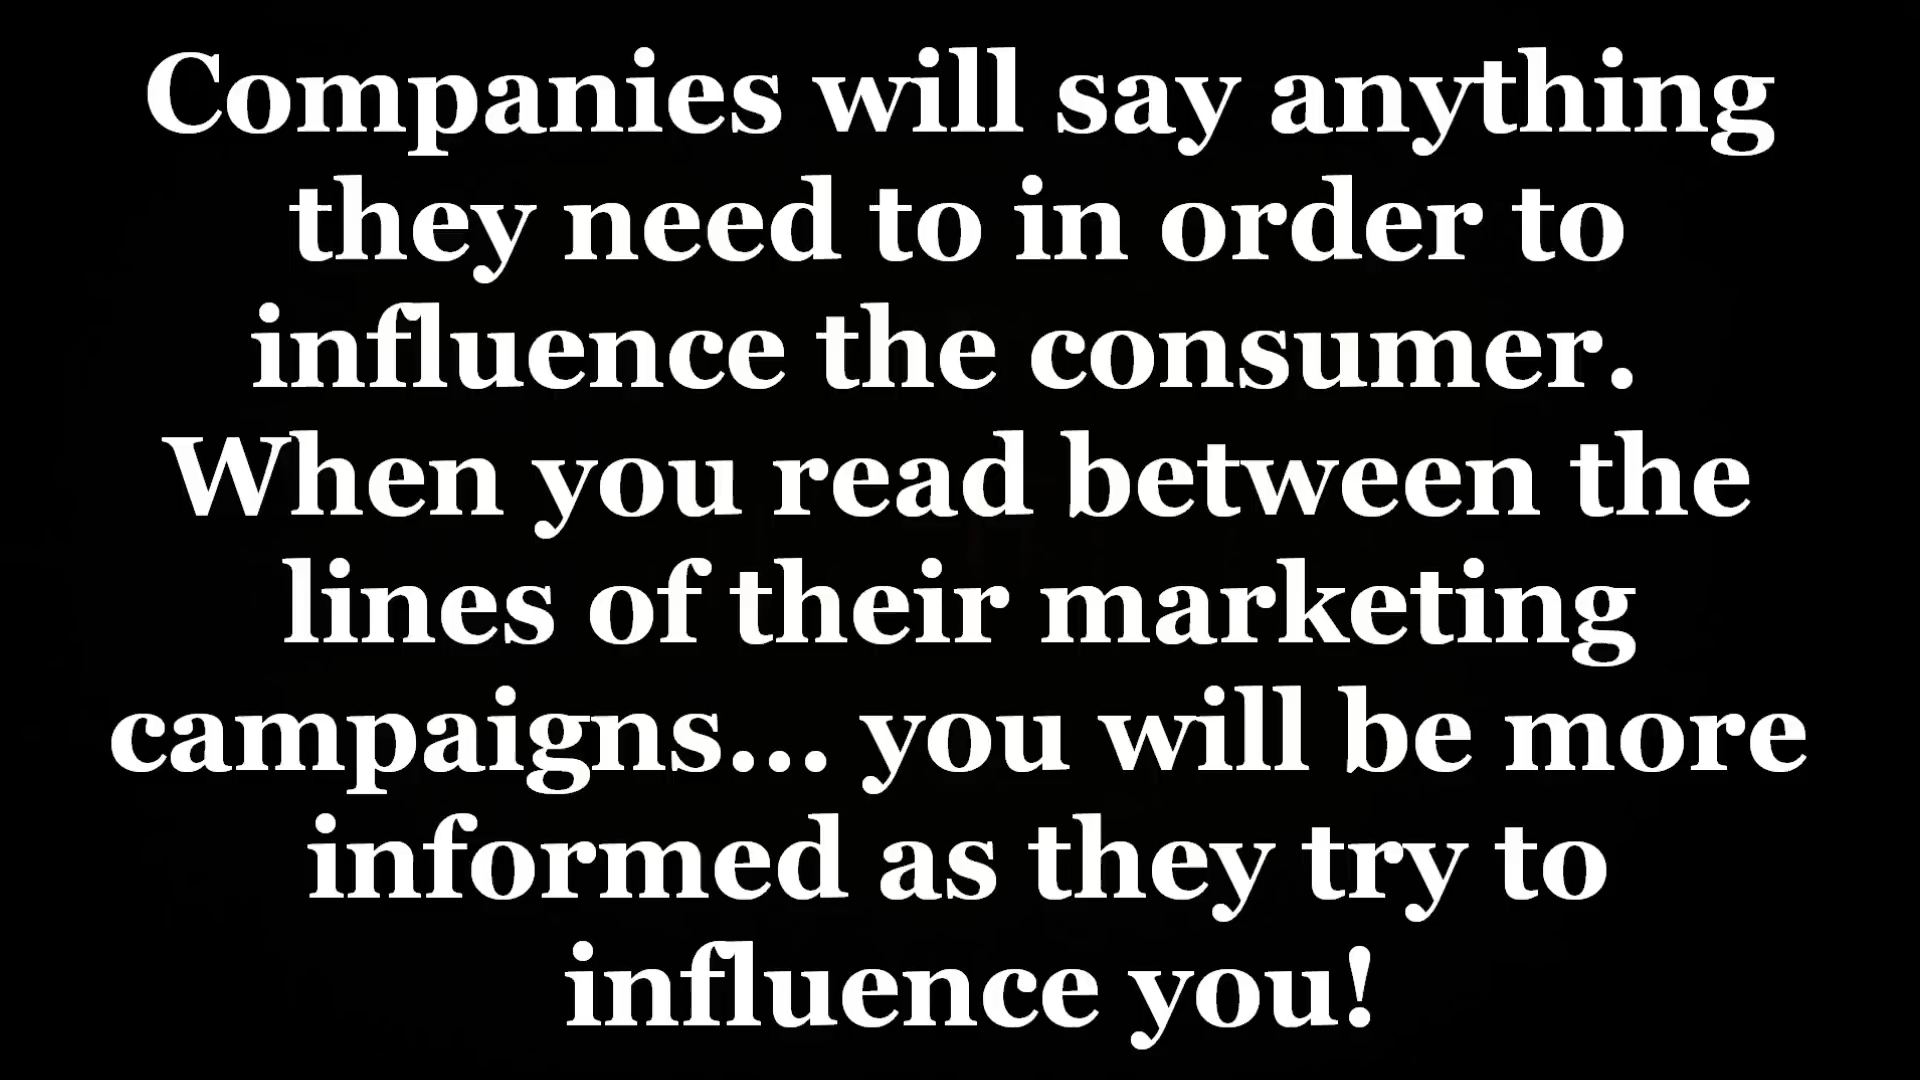 Companies will say anything
they need to in order to
influence the consumer.
When you read between the
lines of their marketing
campaigns... you will be more
informed as they try to
influence you!